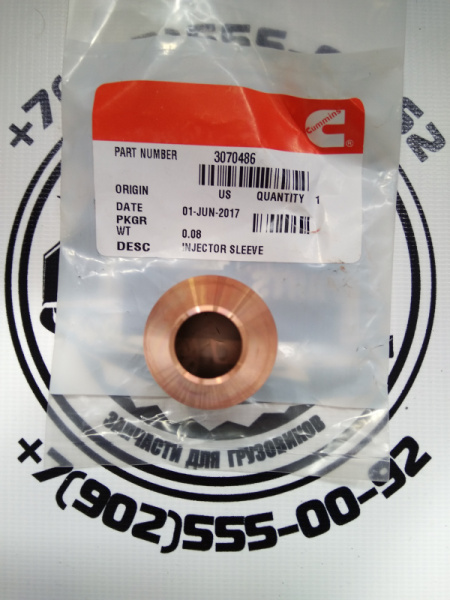 Cummins
®
PART NUMBER 3070486
ORIGIN US QUANTITY 1
DATE 01-JUN-2017
PKGR
WT 0.08
DESC INJECTOR SLEEVE
ЗАПЧАСТИ ДЛЯ ГРУЗОВИКОВ
+7(902)555-00-92